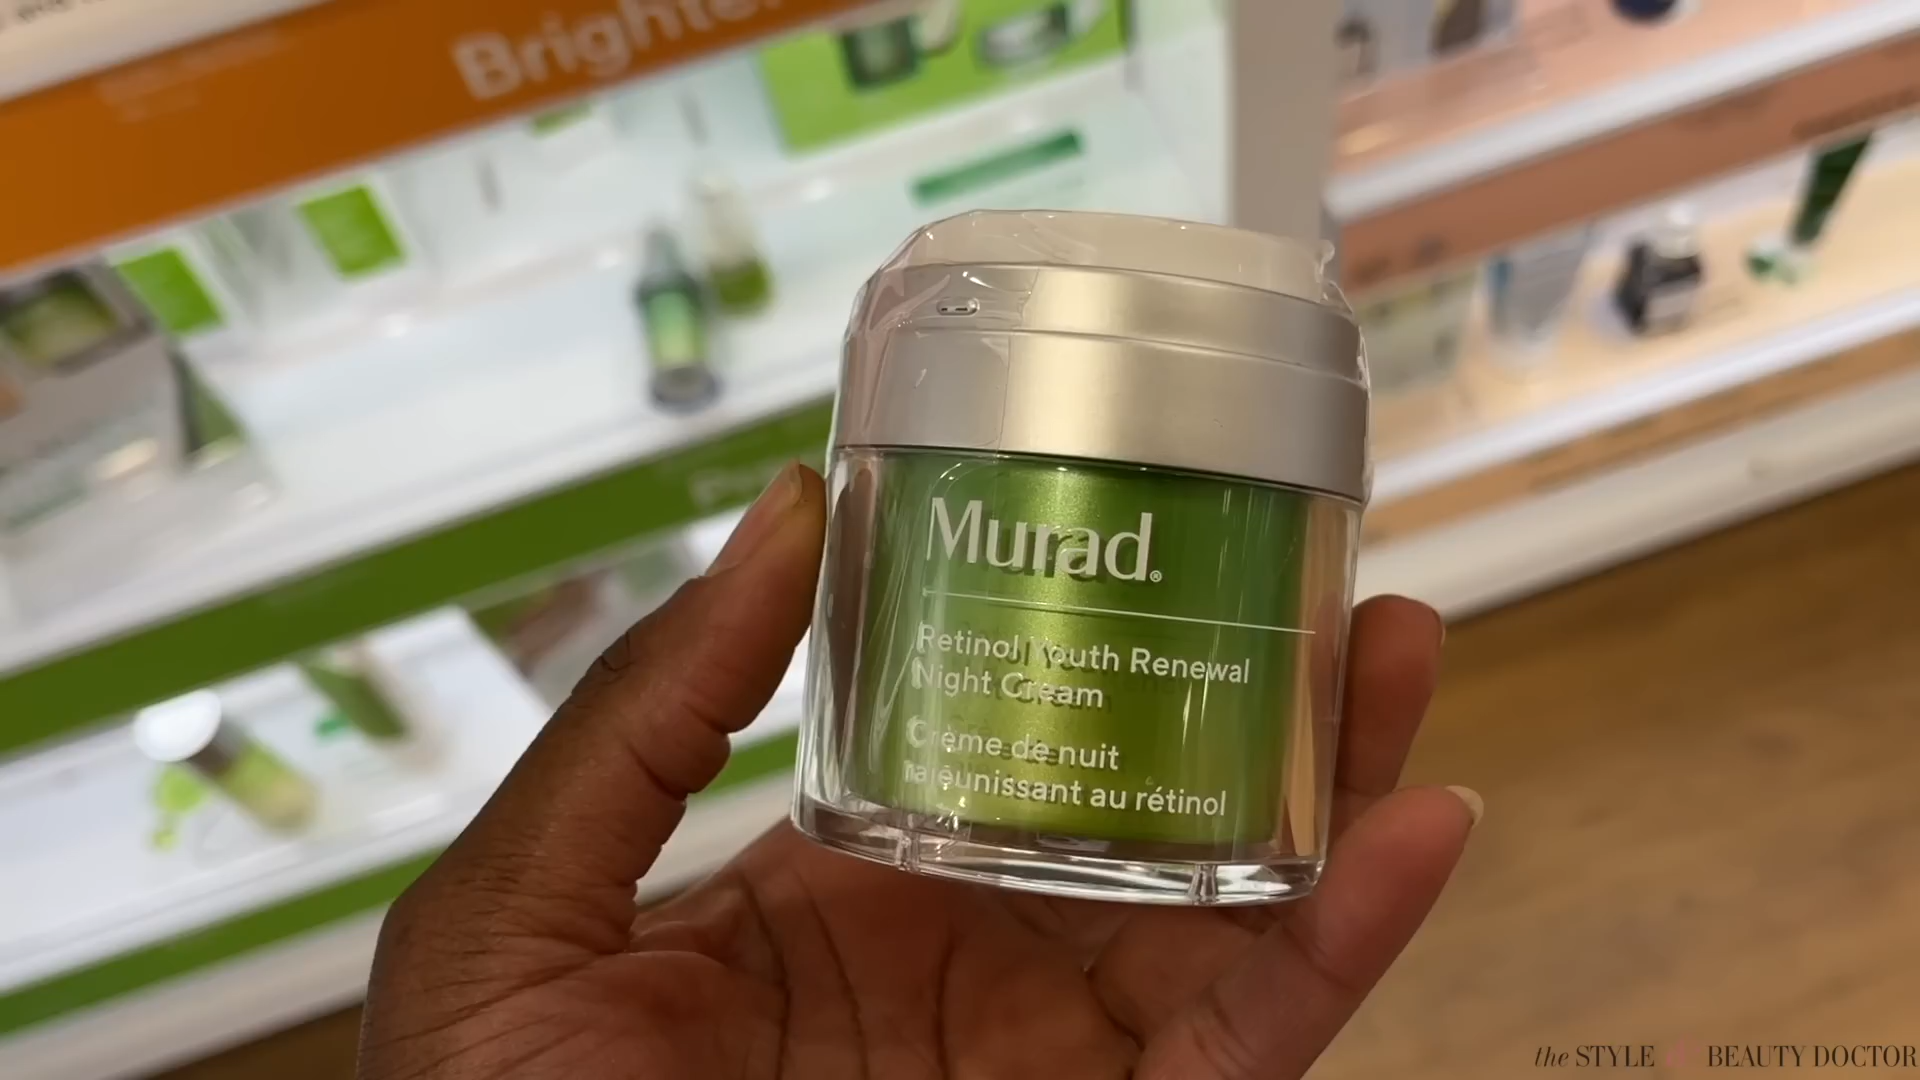 Brighte
Murad®
Retinol Youth Renewal
Night Cream
Crème de nuit
rajeunissant au rétinol
the STYLE & BEAUTY DOCTOR